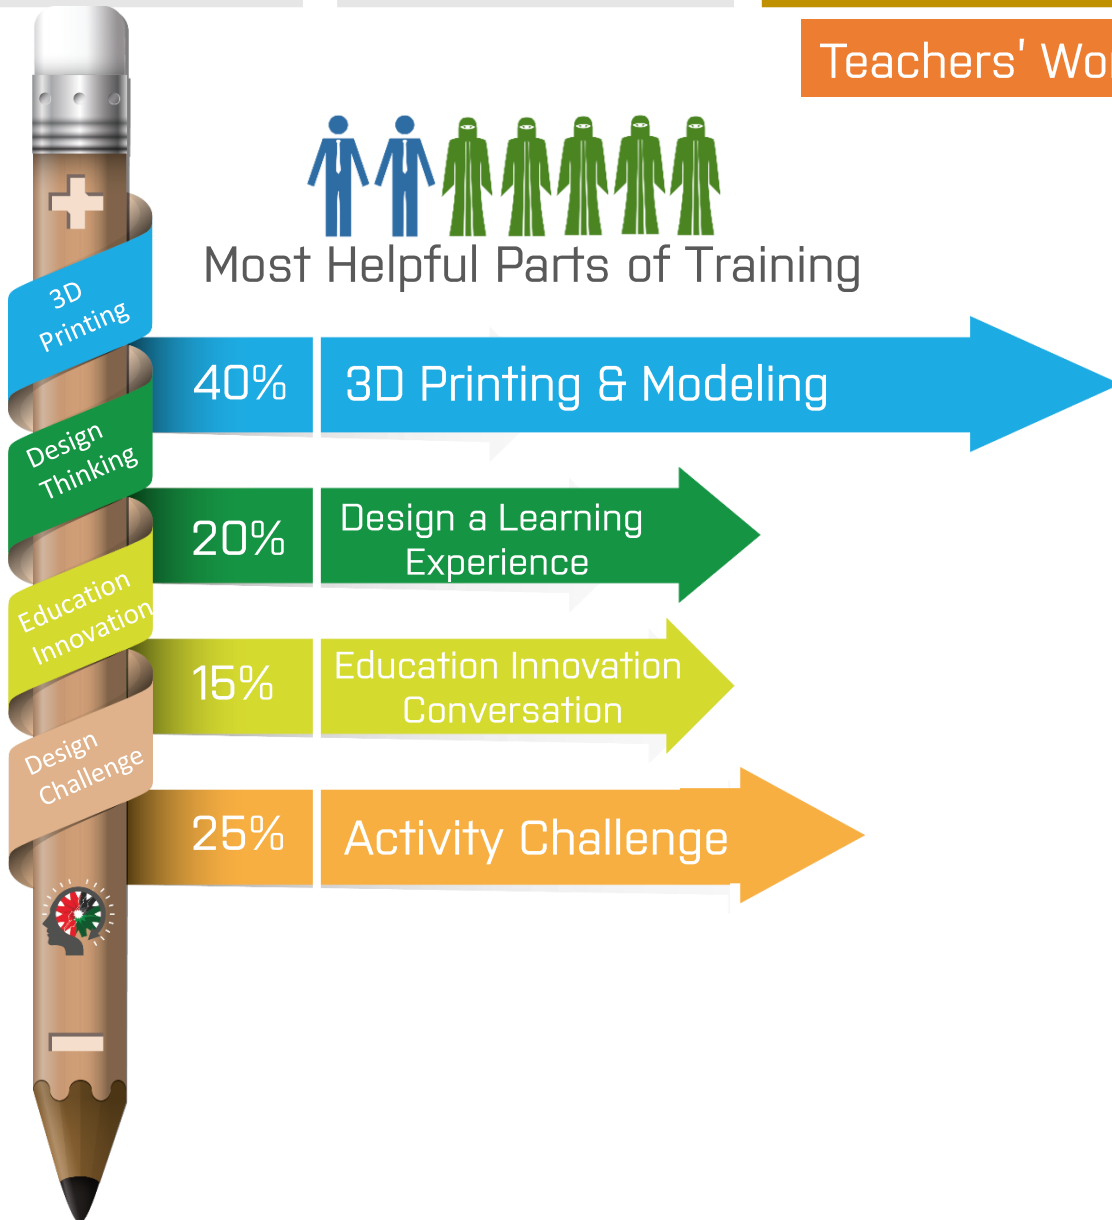 Teachers'
Most Helpful Parts of Training
3D
Printing
40%
3D Printing & Modeling
Design
Thinking
20%
Design a Learning
Experience
Education
Innovation
15%
Education Innovation
Conversation
Design
Challenge
25%
Activity Challenge